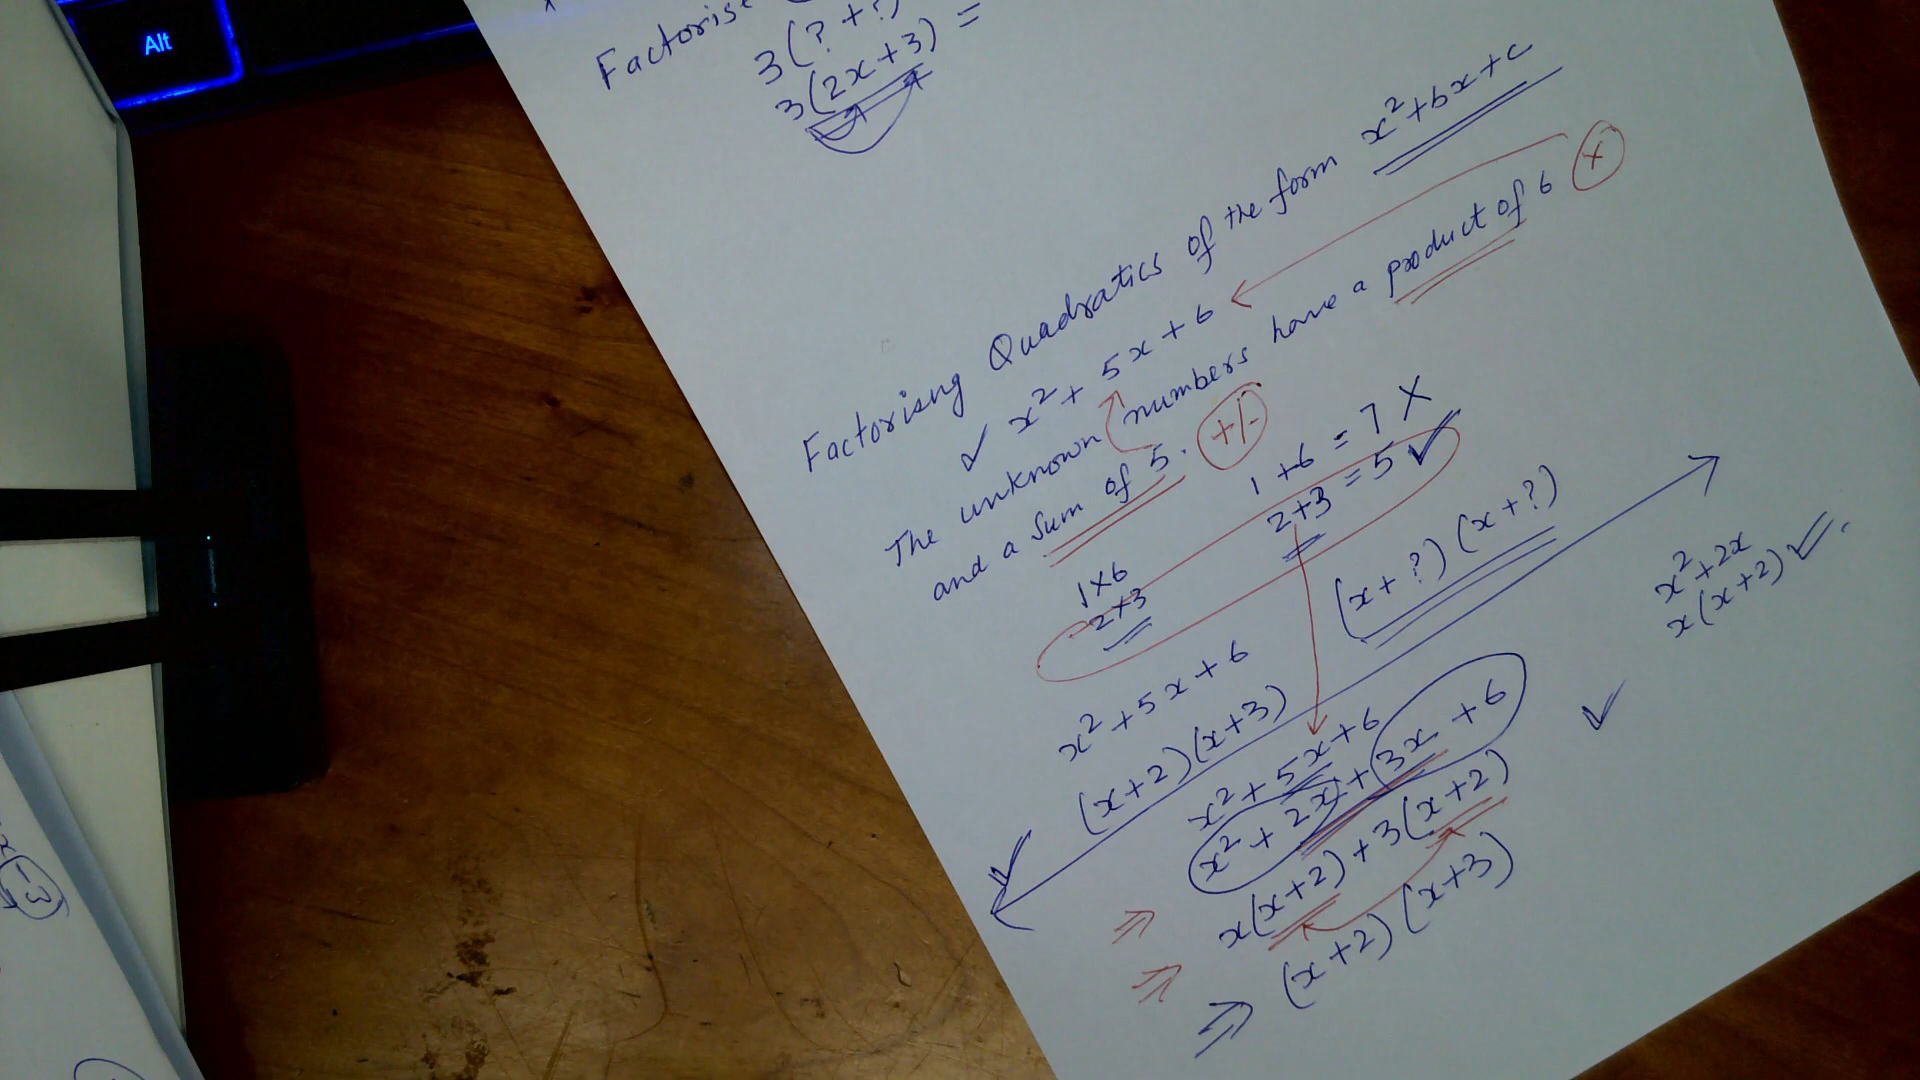 Alt
Factorise
3(? + ?)
3(2x+3) =
Factorisng Quadratics of the form x²+bx+c
✓ x² + 5x + 6
The unknown numbers have a product of 6 ×
and a sum of 5. +/-
1 + 6 = 7 X
2+3 = 5 ✓
1×6
2×3
(x+?) (x+?)
x² + 5x + 6
(x+2)(x+3)
x²+2x
x(x+2) ✓
x² + 5x + 6
x² + 2x + 3x + 6
⇒ x(x+2) + 3(x+2)
⇒
⇒ (x+2) (x+3)
-3